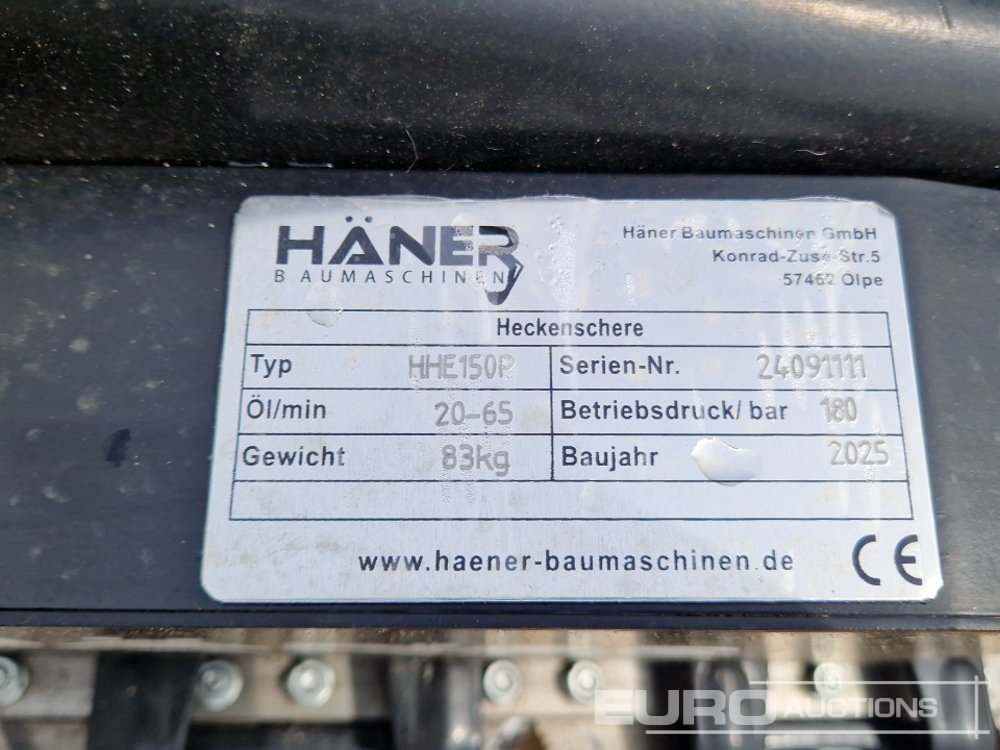 HÄNER
BAUMASCHINEN
Häner Baumaschinen GmbH
Konrad-Zuse-Str.5
57462 Olpe
Heckenschere
Typ HHE150P Serien-Nr. 24091111
Öl/min 20-65 Betriebsdruck/ bar 180
Gewicht 83kg Baujahr 2025
www.haener-baumaschinen.de CE
EURO AUCTIONS